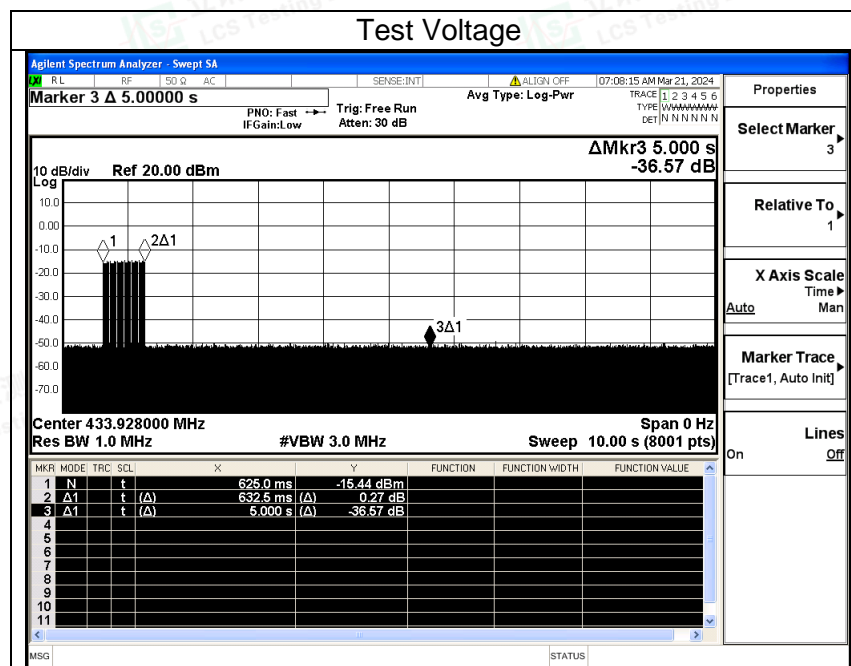 Test Voltage
Agilent Spectrum Analyzer - Swept SA
LXI RL RF 50 Ω AC SENSE:INT ALIGN OFF 07:08:15 AM Mar 21, 2024
Marker 3 Δ 5.00000 s
PNO: Fast
IFGain:Low
Trig: Free Run
Atten: 30 dB
Avg Type: Log-Pwr
TRACE 1 2 3 4 5 6
TYPE WWWWWW
DET N N N N N N
ΔMkr3 5.000 s
-36.57 dB
10 dB/div Ref 20.00 dBm
Log
10.0
0.00
-10.0
-20.0
-30.0
-40.0
-50.0
-60.0
-70.0
1
2Δ1
3Δ1
Center 433.928000 MHz Span 0 Hz
Res BW 1.0 MHz #VBW 3.0 MHz Sweep 10.00 s (8001 pts)
MKR MODE TRC SCL X Y FUNCTION FUNCTION WIDTH FUNCTION VALUE
1 N t 625.0 ms -15.44 dBm
2 Δ1 t (Δ) 632.5 ms (Δ) 0.27 dB
3 Δ1 t (Δ) 5.000 s (Δ) -36.57 dB
4
5
6
7
8
9
10
11
MSG STATUS
Properties
Select Marker
3
Relative To
1
X Axis Scale
Time
Auto Man
Marker Trace
[Trace1, Auto Init]
Lines
On Off
LCS Testing
LCS Test